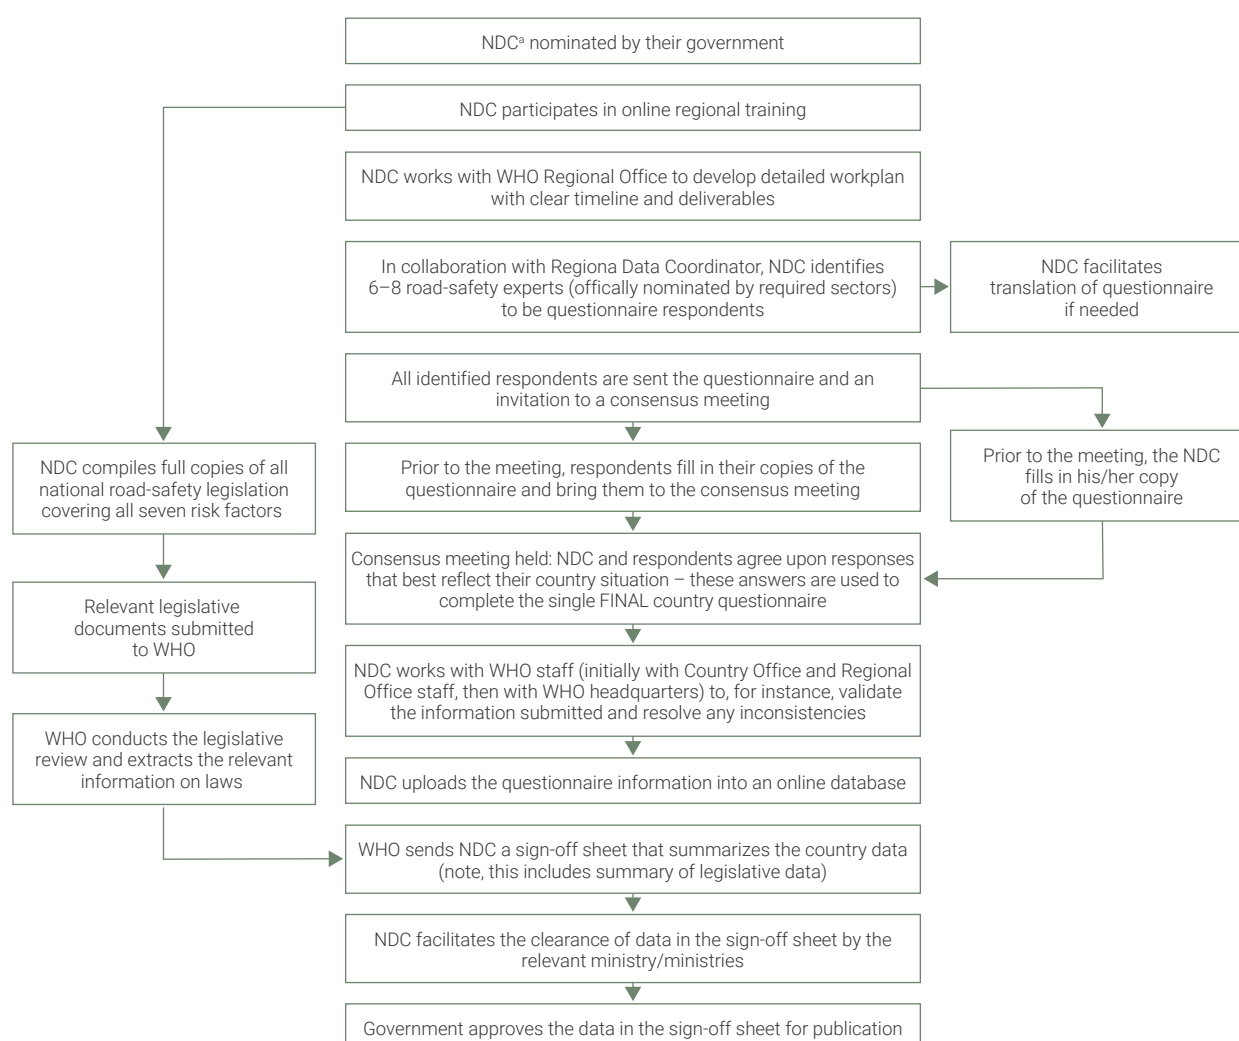 NDCᵃ nominated by their government
NDC participates in online regional training
NDC works with WHO Regional Office to develop detailed workplan
with clear timeline and deliverables
In collaboration with Regiona Data Coordinator, NDC identifies
6–8 road-safety experts (offically nominated by required sectors)
to be questionnaire respondents
NDC facilitates
translation of questionnaire
if needed
All identified respondents are sent the questionnaire and an
invitation to a consensus meeting
NDC compiles full copies of all
national road-safety legislation
covering all seven risk factors
Prior to the meeting, respondents fill in their copies of the
questionnaire and bring them to the consensus meeting
Prior to the meeting, the NDC
fills in his/her copy
of the questionnaire
Consensus meeting held: NDC and respondents agree upon responses
that best reflect their country situation – these answers are used to
complete the single FINAL country questionnaire
Relevant legislative
documents submitted
to WHO
NDC works with WHO staff (initially with Country Office and Regional
Office staff, then with WHO headquarters) to, for instance, validate
the information submitted and resolve any inconsistencies
WHO conducts the legislative
review and extracts the relevant
information on laws
NDC uploads the questionnaire information into an online database
WHO sends NDC a sign-off sheet that summarizes the country data
(note, this includes summary of legislative data)
NDC facilitates the clearance of data in the sign-off sheet by the
relevant ministry/ministries
Government approves the data in the sign-off sheet for publication